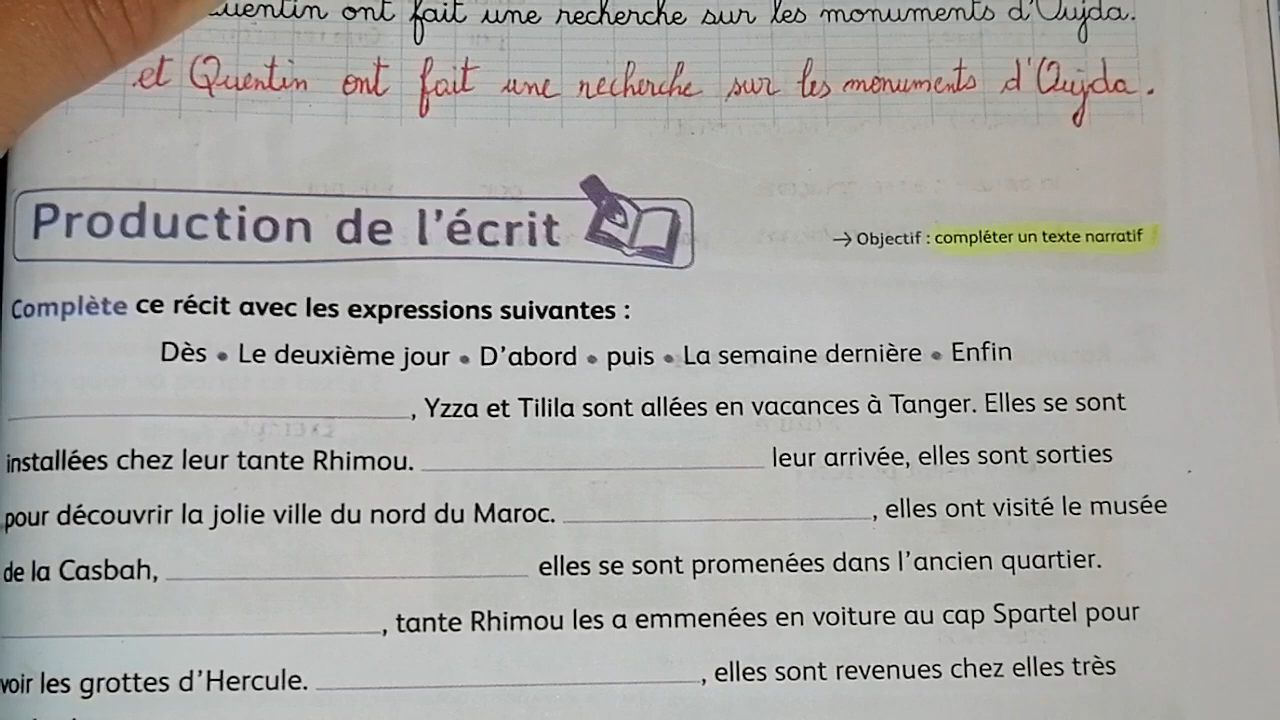 ont fait une recherche sur les monuments d'Oujda.
et Quentin ont fait une recherche sur les monuments d'Oujda.
Production de l'écrit
→ Objectif : compléter un texte narratif
Complète ce récit avec les expressions suivantes :
Dès • Le deuxième jour • D'abord • puis • La semaine dernière • Enfin
, Yzza et Tilila sont allées en vacances à Tanger. Elles se sont
installées chez leur tante Rhimou. leur arrivée, elles sont sorties
pour découvrir la jolie ville du nord du Maroc. , elles ont visité le musée
de la Casbah, elles se sont promenées dans l'ancien quartier.
, tante Rhimou les a emmenées en voiture au cap Spartel pour
voir les grottes d'Hercule. , elles sont revenues chez elles très